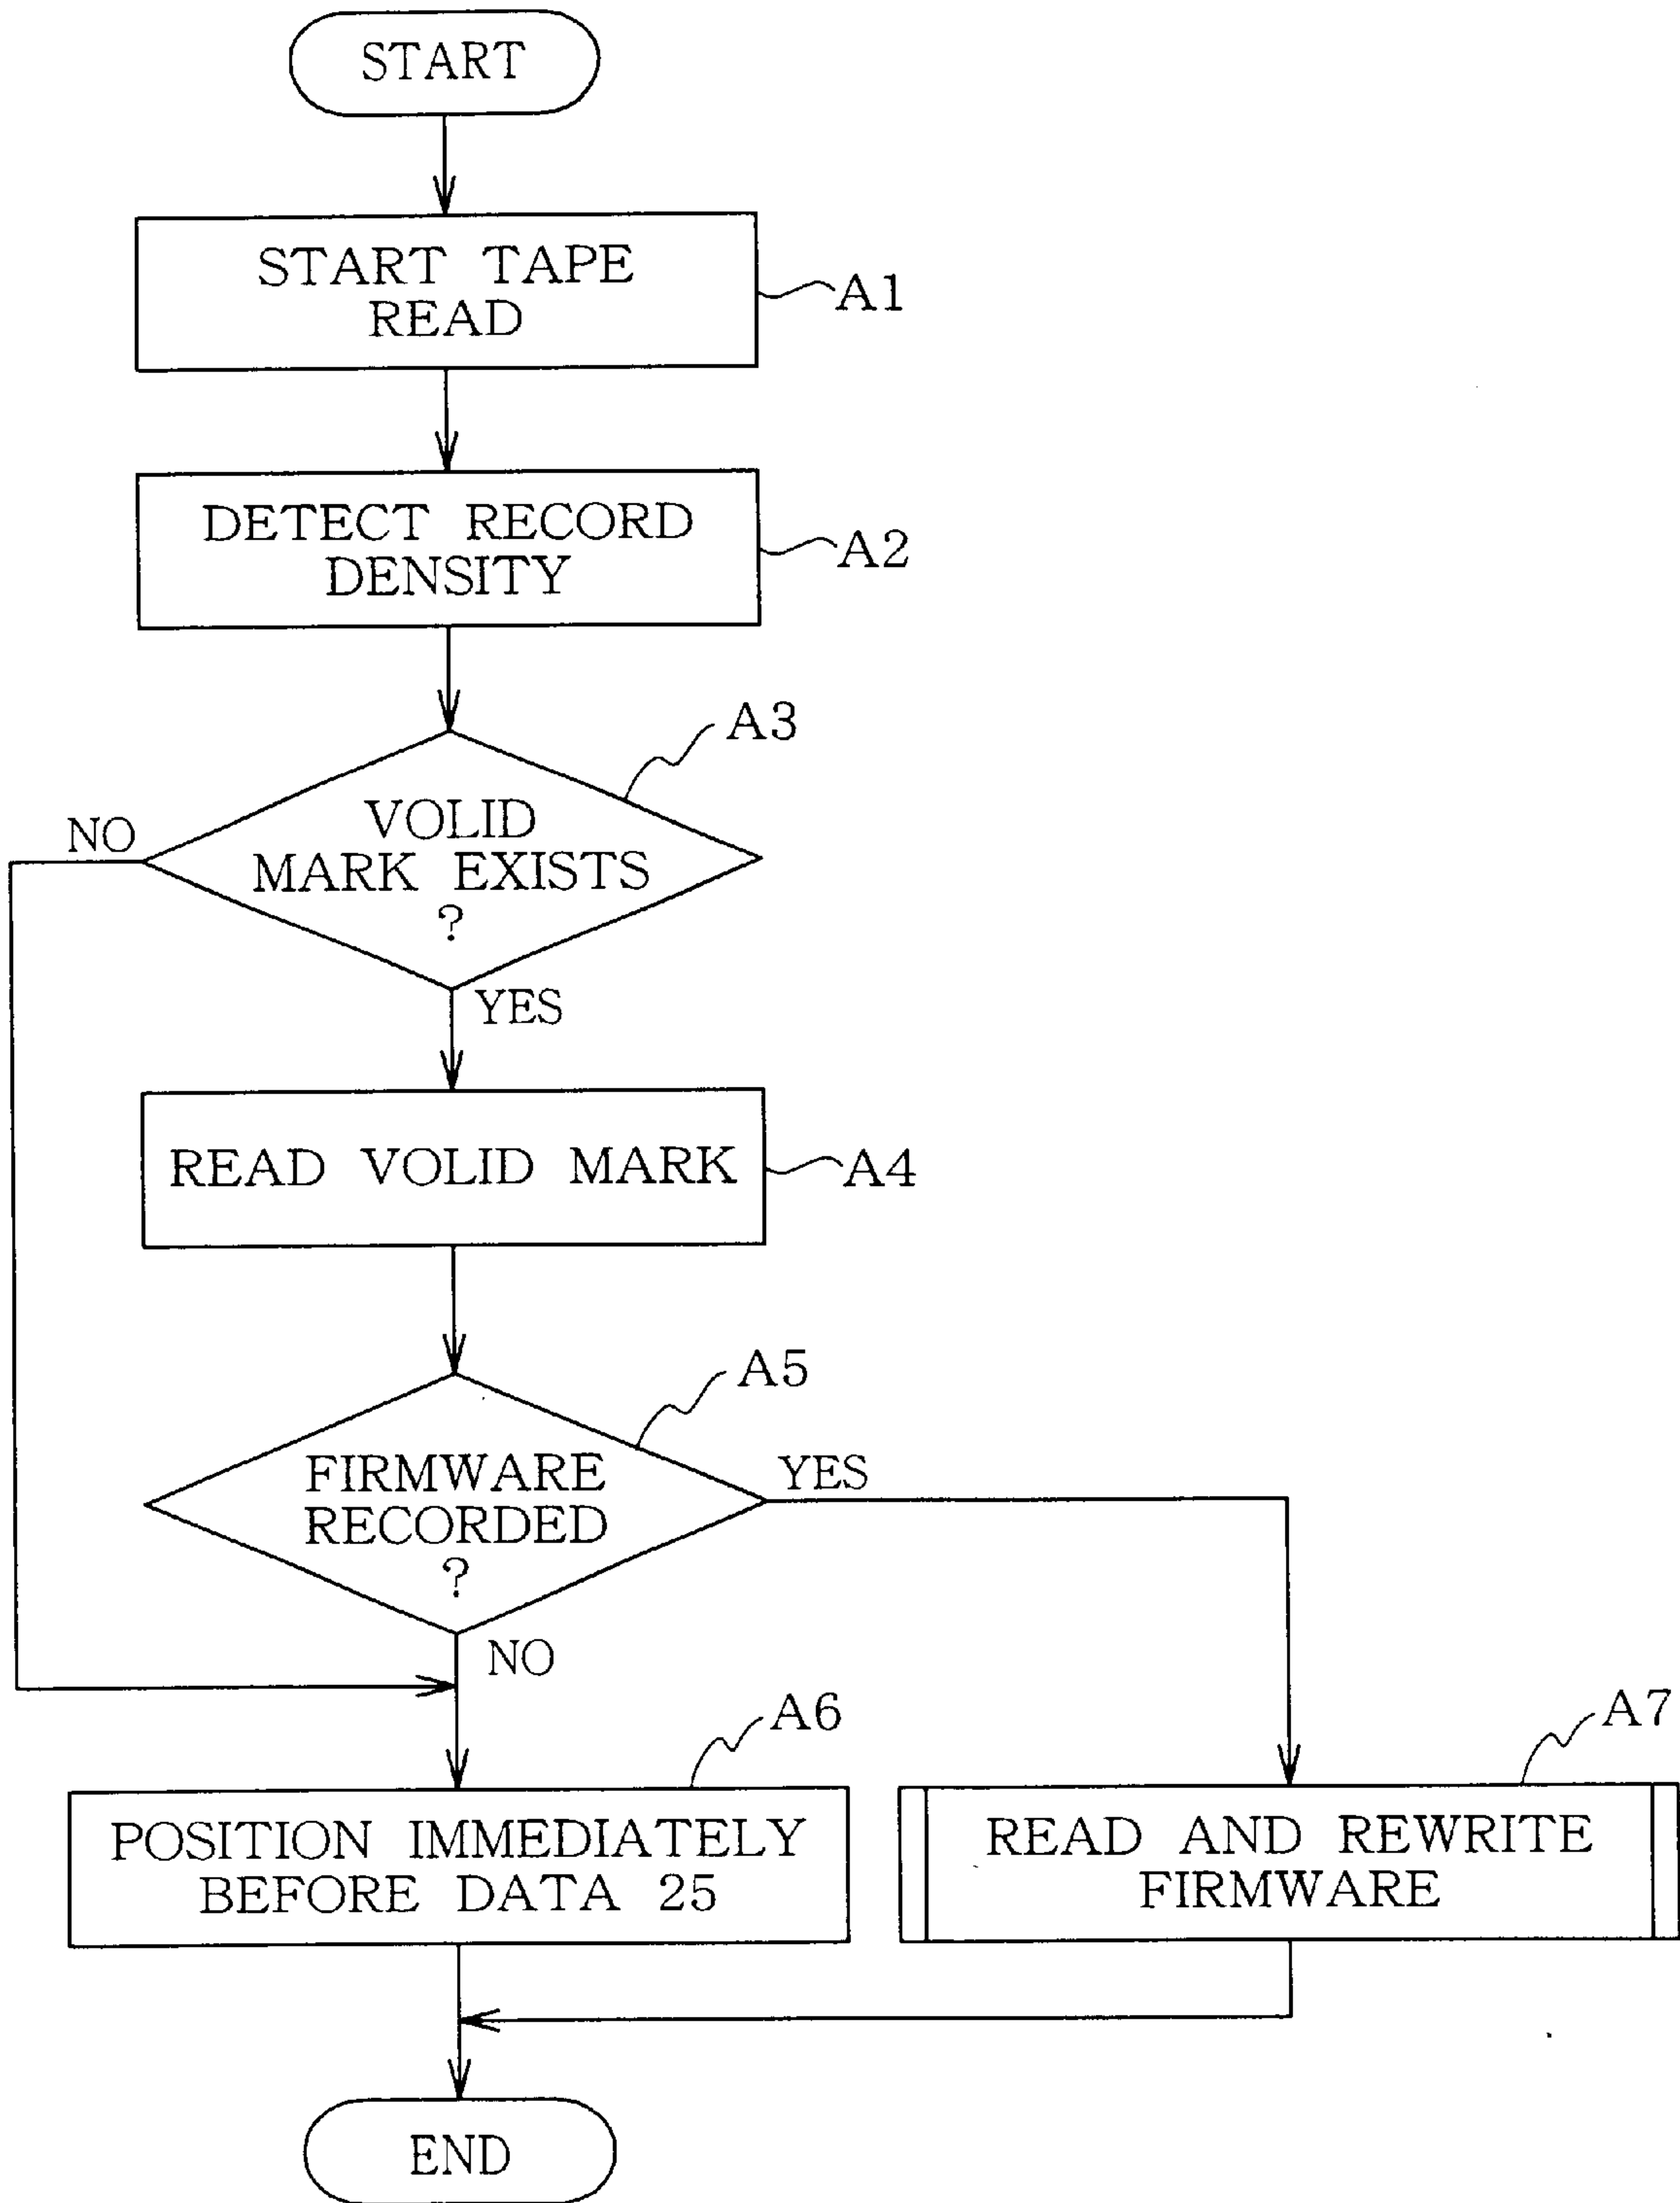 START
START TAPE
READ
A1
DETECT RECORD
DENSITY
A2
A3
NO
VOLID
MARK EXISTS
?
YES
READ VOLID MARK
A4
A5
FIRMWARE
RECORDED
?
YES
NO
A6
POSITION IMMEDIATELY
BEFORE DATA 25
A7
READ AND REWRITE
FIRMWARE
END